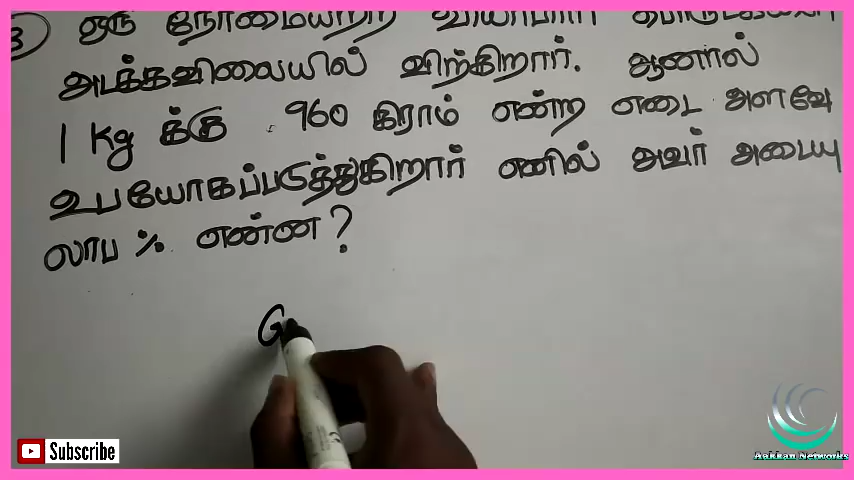 3 ஒரு நேர்மையற்ற வியாபாரி பொருட்களை
அடக்கவிலையில் விற்கிறார். ஆனால்
1 Kg க்கு 960 கிராம் என்ற எடை அளவே
உபயோகப்படுத்துகிறார் எனில் அவர் அடையு
லாப % என்ன?
G
Subscribe
Aakkan Networks